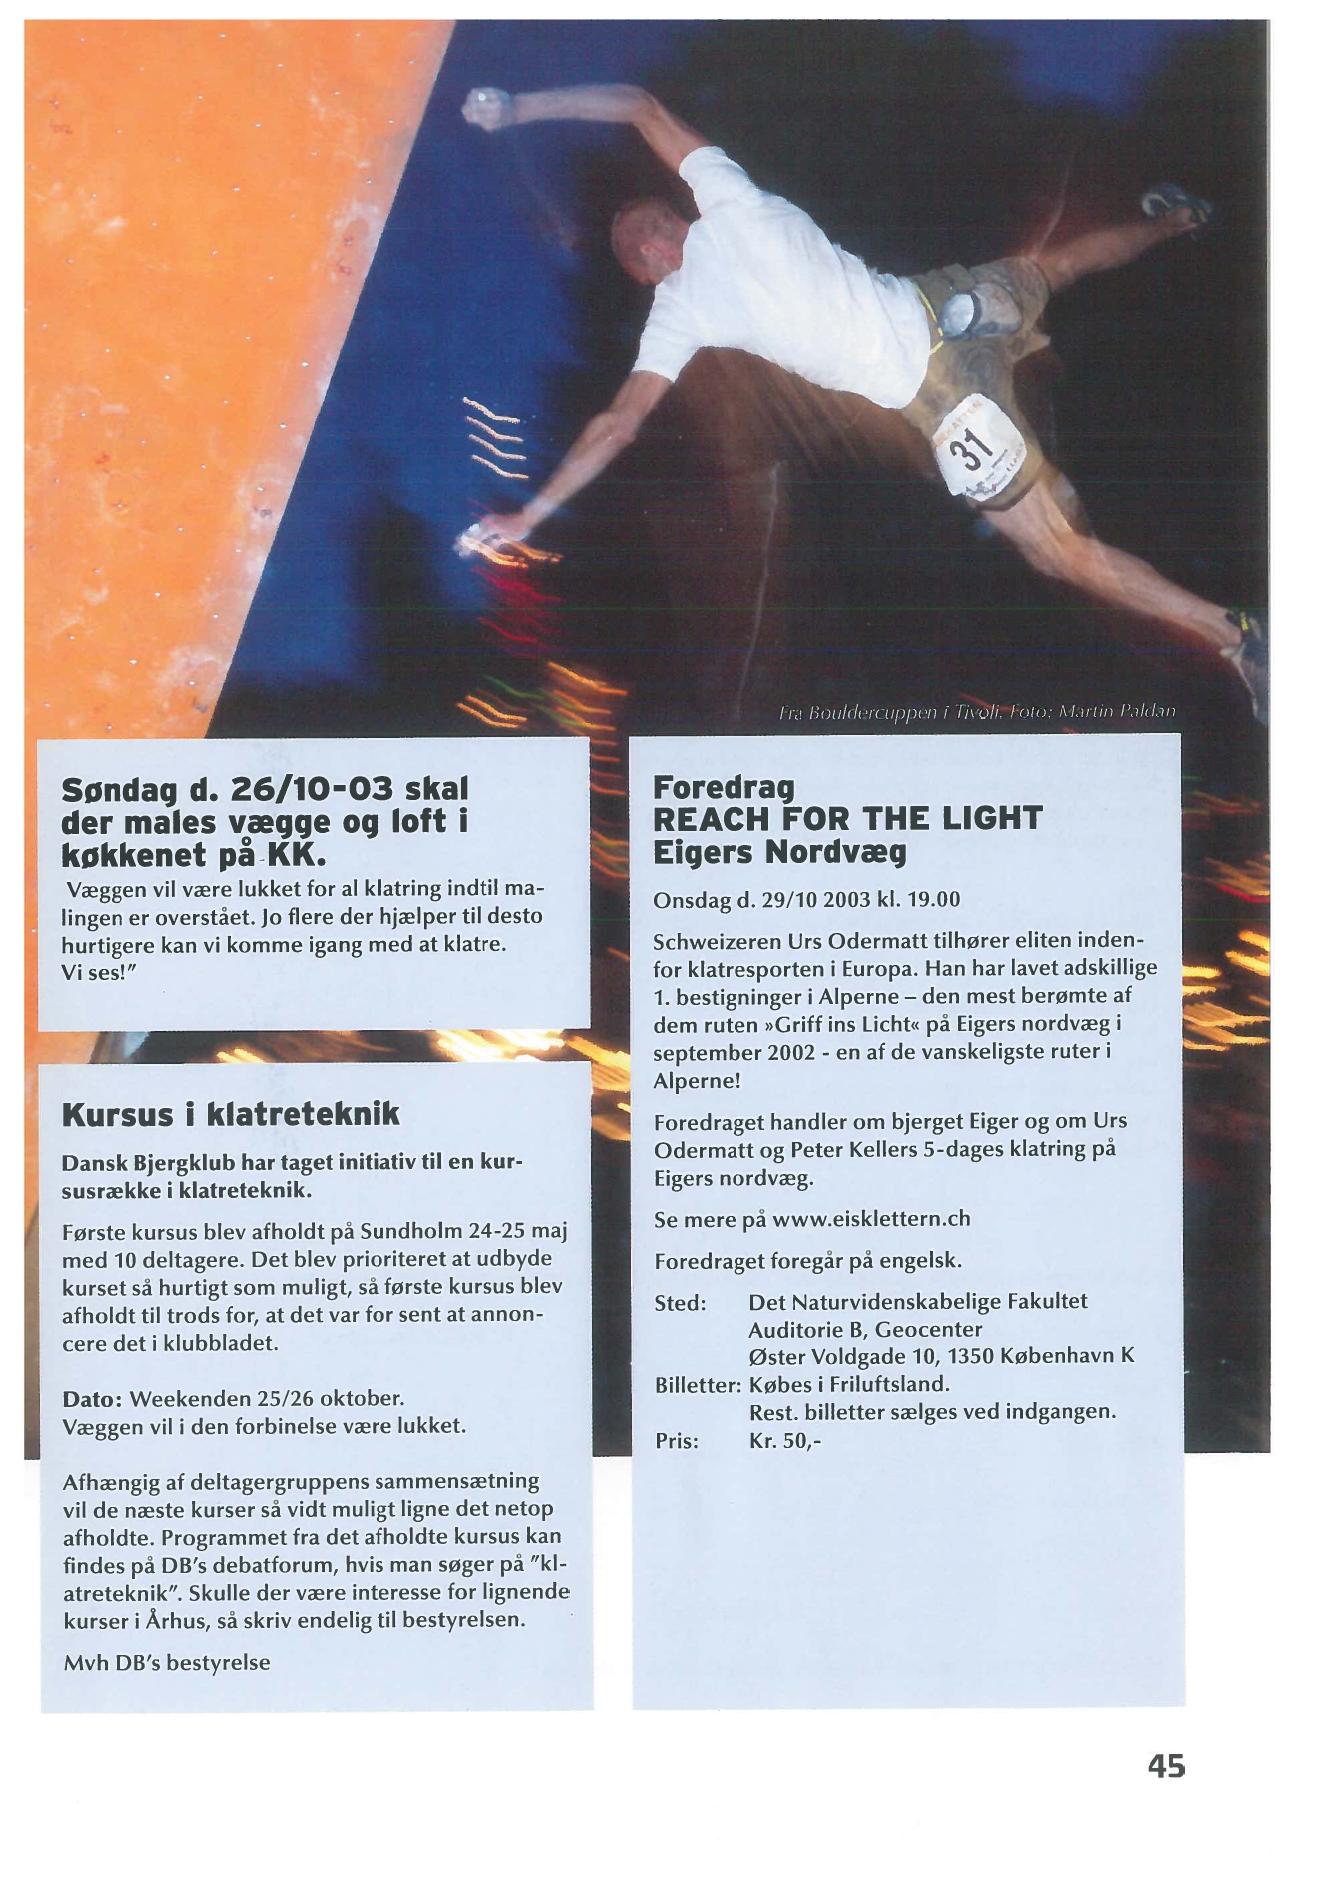 31
Fra Bouldercuppen i Tivoli. Foto: Martin Paldan
Søndag d. 26/10-03 skal
der males vægge og loft i
køkkenet på KK.
Væggen vil være lukket for al klatring indtil ma-
lingen er overstået. Jo flere der hjælper til desto
hurtigere kan vi komme igang med at klatre.
Vi ses!"
Kursus i klatreteknik
Dansk Bjergklub har taget initiativ til en kur-
susrække i klatreteknik.
Første kursus blev afholdt på Sundholm 24-25 maj
med 10 deltagere. Det blev prioriteret at udbyde
kurset så hurtigt som muligt, så første kursus blev
afholdt til trods for, at det var for sent at annon-
cere det i klubbladet.
Dato: Weekenden 25/26 oktober.
Væggen vil i den forbinelse være lukket.
Afhængig af deltagergruppens sammensætning
vil de næste kurser så vidt muligt ligne det netop
afholdte. Programmet fra det afholdte kursus kan
findes på DB's debatforum, hvis man søger på "kl-
atreteknik". Skulle der være interesse for lignende
kurser i Århus, så skriv endelig til bestyrelsen.
Mvh DB's bestyrelse
Foredrag
REACH FOR THE LIGHT
Eigers Nordvæg
Onsdag d. 29/10 2003 kl. 19.00
Schweizeren Urs Odermatt tilhører eliten inden-
for klatresporten i Europa. Han har lavet adskillige
1. bestigninger i Alperne – den mest berømte af
dem ruten »Griff ins Licht« på Eigers nordvæg i
september 2002 - en af de vanskeligste ruter i
Alperne!
Foredraget handler om bjerget Eiger og om Urs
Odermatt og Peter Kellers 5-dages klatring på
Eigers nordvæg.
Se mere på www.eisklettern.ch
Foredraget foregår på engelsk.
Sted: Det Naturvidenskabelige Fakultet
Auditorie B, Geocenter
Øster Voldgade 10, 1350 København K
Billetter: Købes i Friluftsland.
Rest. billetter sælges ved indgangen.
Pris: Kr. 50,-
45